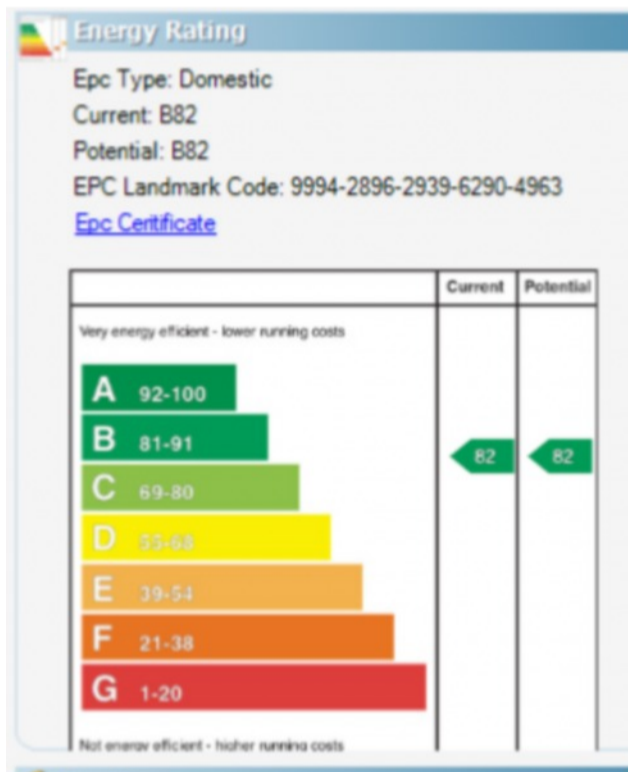 Energy Rating
Epc Type: Domestic
Current: B82
Potential: B82
EPC Landmark Code: 9994-2896-2939-6290-4963
Epc Ceritificate
Current Potential
Very energy efficient - lower running costs
A 92-100
B 81-91
82 82
C 69-80
D 55-68
E 39-54
F 21-38
G 1-20
Not energy efficient - higher running costs